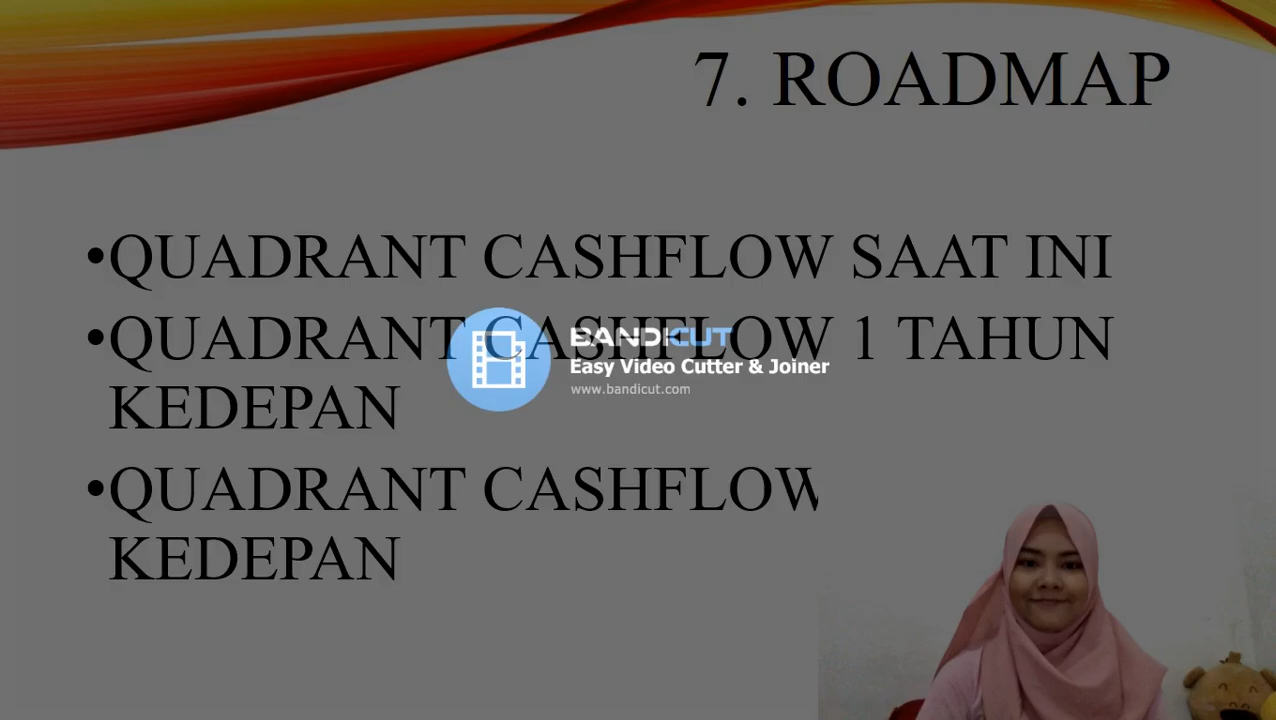 7. ROADMAP
•QUADRANT CASHFLOW SAAT INI
•QUADRANT CASHFLOW 1 TAHUN
KEDEPAN
BANDICUT
Easy Video Cutter & Joiner
www.bandicut.com
•QUADRANT CASHFLOW
KEDEPAN